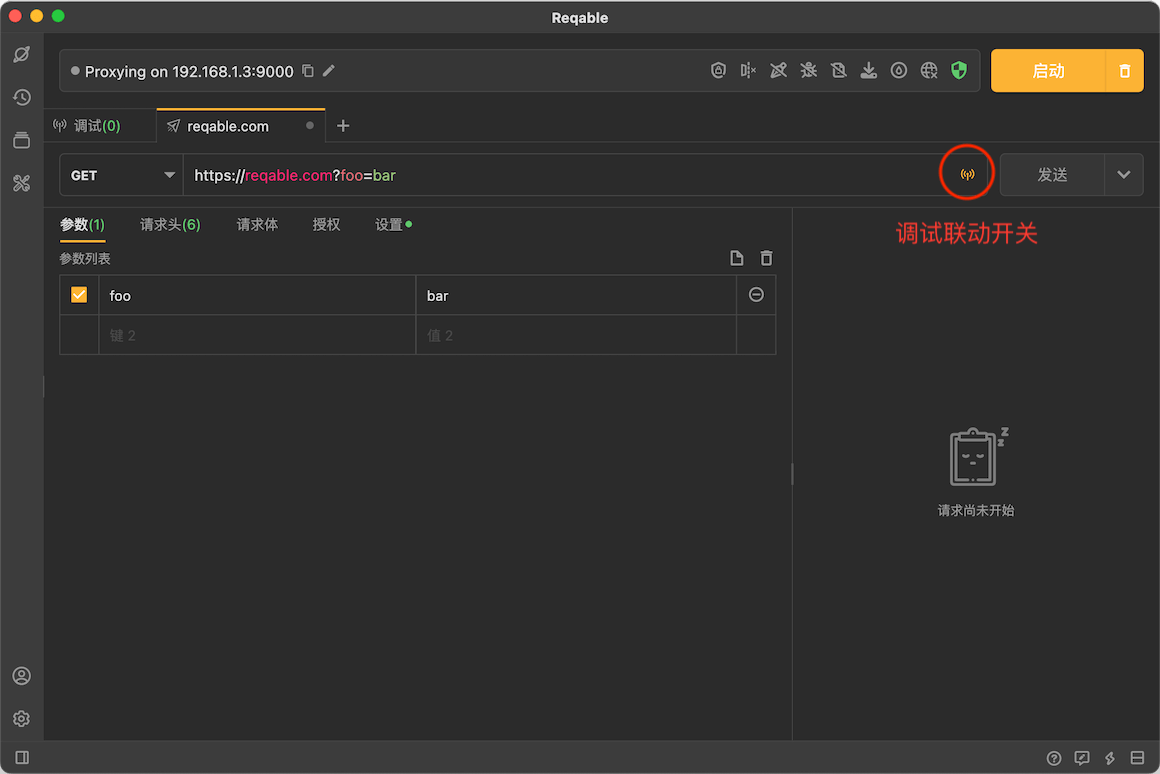 Reqable
Proxying on 192.168.1.3:9000
启动
调试(0)
reqable.com
GET
https://reqable.com?foo=bar
发送
参数(1)
请求头(6)
请求体
授权
设置
调试联动开关
参数列表
foo
bar
键 2
值 2
z
z
请求尚未开始